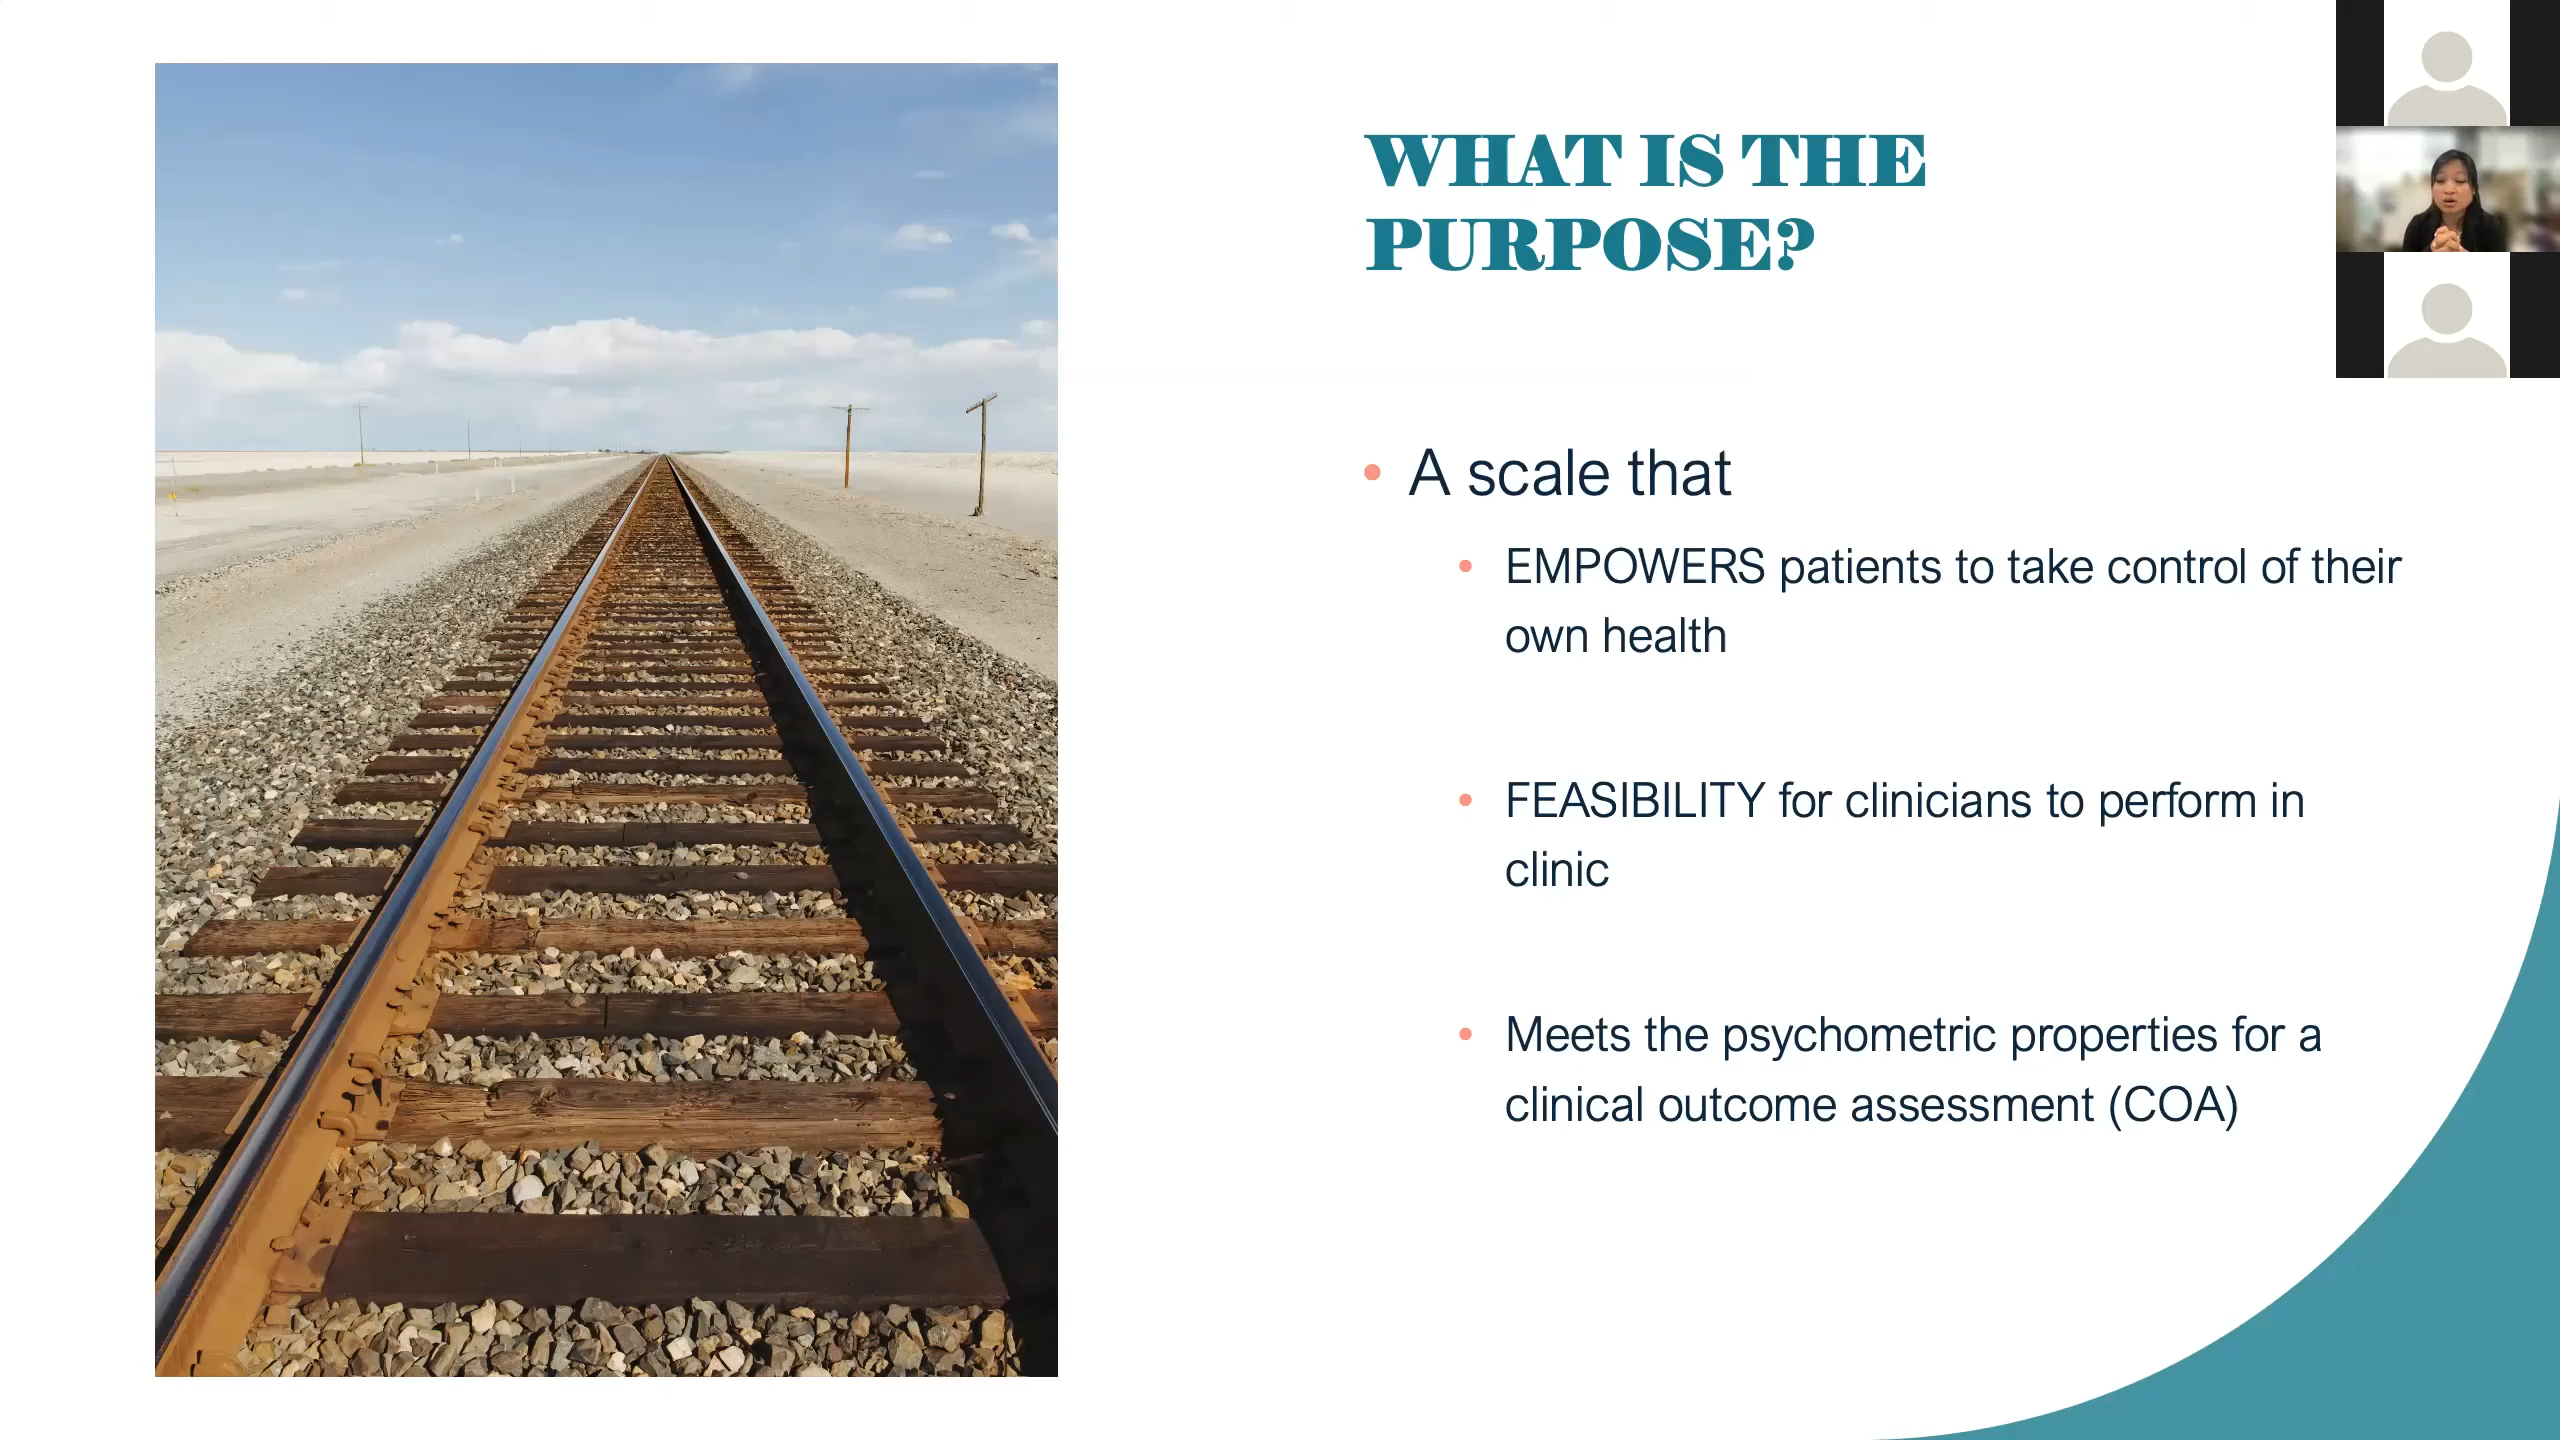 WHAT IS THE
PURPOSE?
A scale that
EMPOWERS patients to take control of their
own health
FEASIBILITY for clinicians to perform in
clinic
Meets the psychometric properties for a
clinical outcome assessment (COA)